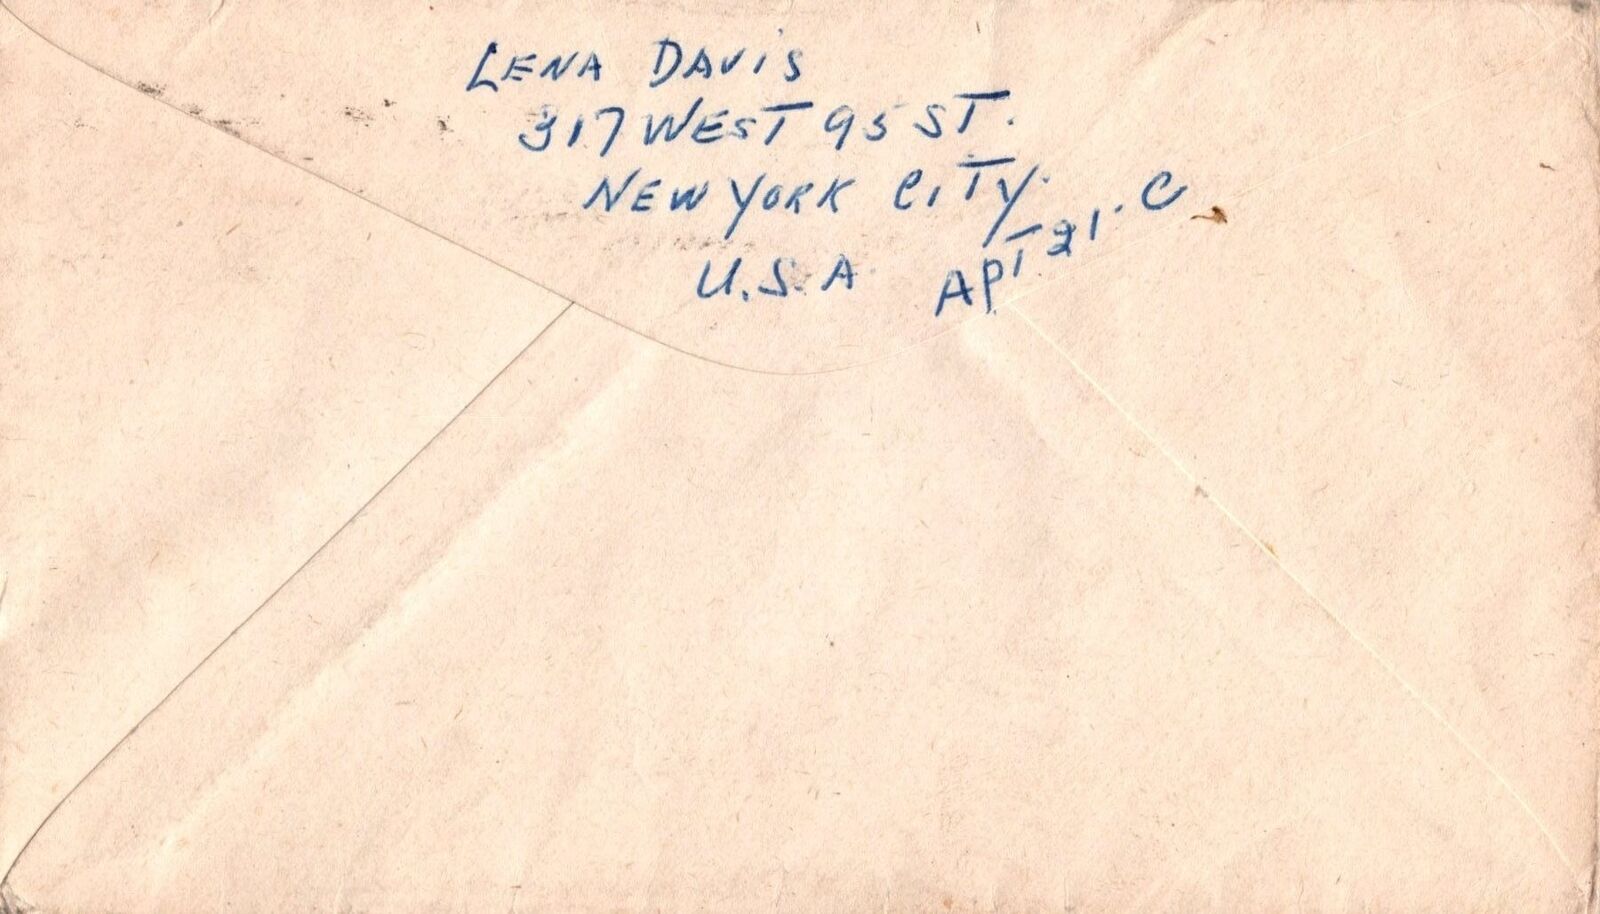 LENA DAVIS
317 WEST 95 ST.
NEW YORK CITY.
U.S.A. APT 21. C